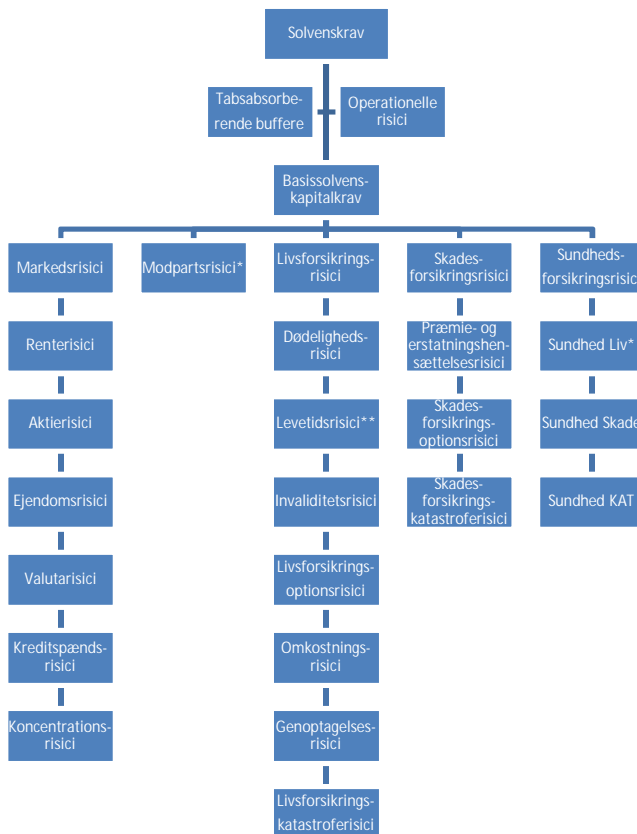 Solvenskrav
Tabsabsorbe-
rende buffere
Operationelle
risici
Basissolvens-
kapitalkrav
Markedsrisici
Modpartsrisici*
Livsforsikrings-
risici
Skades-
forsikringsrisici
Sundheds-
forsikringsrisici
Renterisici
Dødeligheds-
risici
Præmie- og
erstatningshen-
sættelsesrisici
Sundhed Liv*
Aktierisici
Levetidsrisici**
Skades-
forsikrings-
optionsrisici
Sundhed Skade
Ejendomsrisici
Invaliditetsrisici
Skades-
forsikrings-
katastroferisici
Sundhed KAT
Valutarisici
Livsforsikrings-
optionsrisici
Kreditspænds-
risici
Omkostnings-
risici
Koncentrations-
risici
Genoptagelses-
risici
Livsforsikrings-
katastroferisici